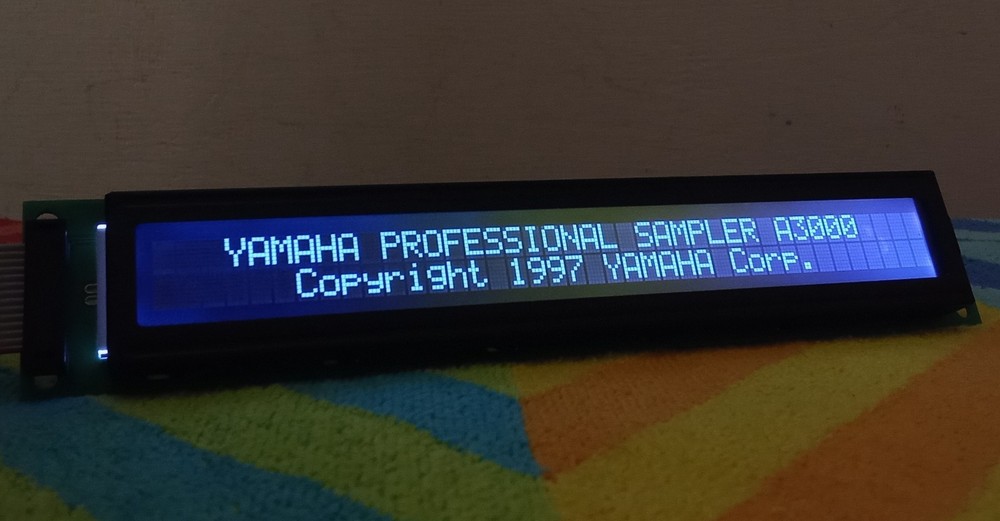 YAMAHA PROFESSIONAL SAMPLER A3000
Copyright 1997 YAMAHA Corp.